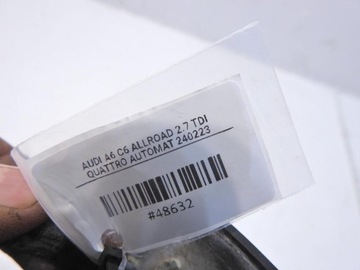 AUDI A6 C6 ALLROAD 2.7 TDI
QUATTRO AUTOMAT 240223
#48632